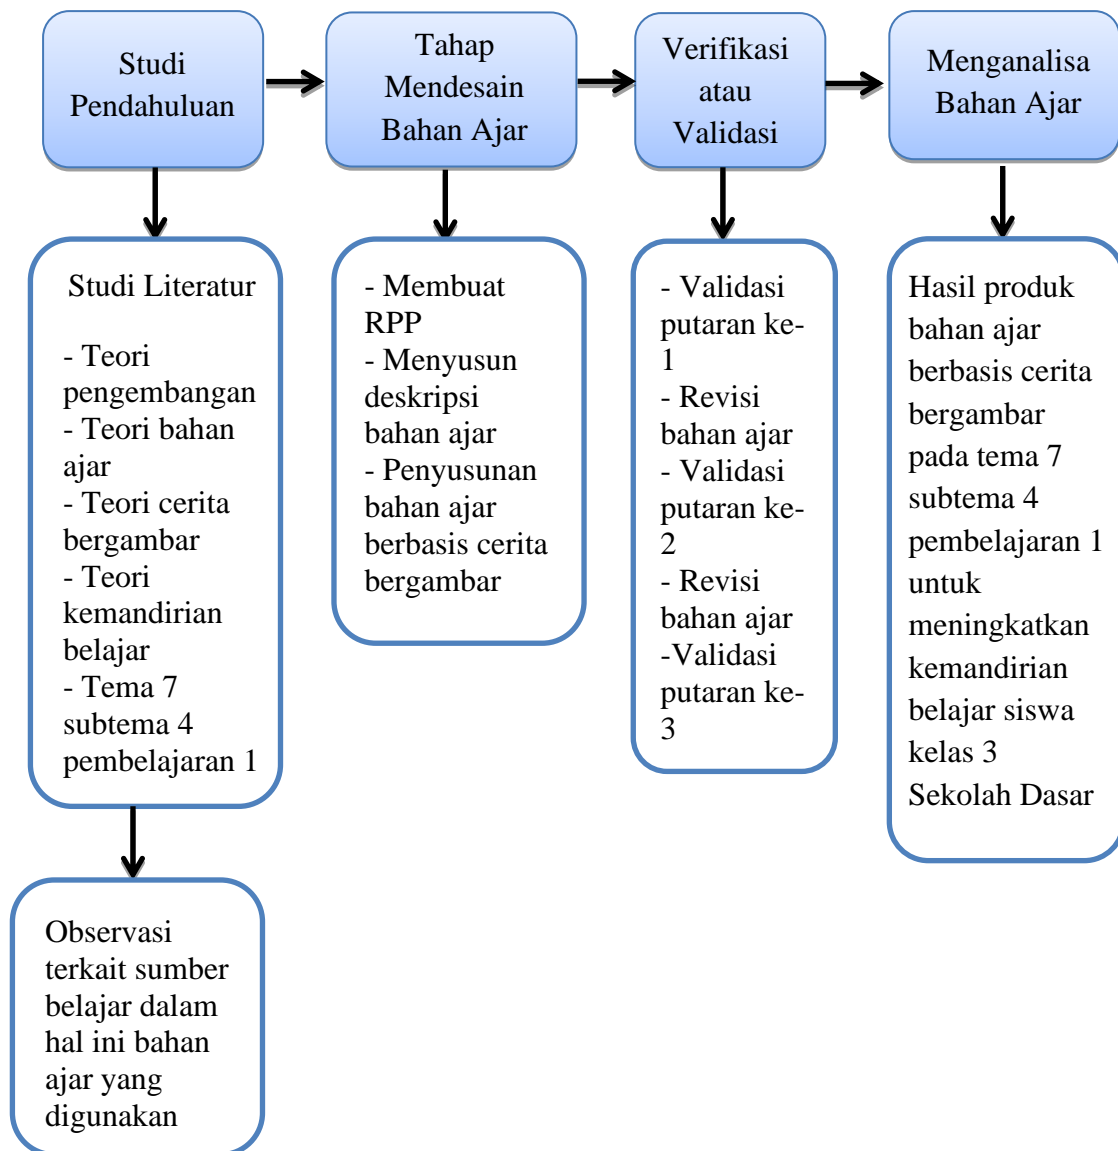 Studi
Pendahuluan
Tahap
Mendesain
Bahan Ajar
Verifikasi
atau
Validasi
Menganalisa
Bahan Ajar
Studi Literatur
- Teori
pengembangan
- Teori bahan
ajar
- Teori cerita
bergambar
- Teori
kemandirian
belajar
- Tema 7
subtema 4
pembelajaran 1
- Membuat
RPP
- Menyusun
deskripsi
bahan ajar
- Penyusunan
bahan ajar
berbasis cerita
bergambar
- Validasi
putaran ke-
1
- Revisi
bahan ajar
- Validasi
putaran ke-
2
- Revisi
bahan ajar
-Validasi
putaran ke-
3
Hasil produk
bahan ajar
berbasis cerita
bergambar
pada tema 7
subtema 4
pembelajaran 1
untuk
meningkatkan
kemandirian
belajar siswa
kelas 3
Sekolah Dasar
Observasi
terkait sumber
belajar dalam
hal ini bahan
ajar yang
digunakan